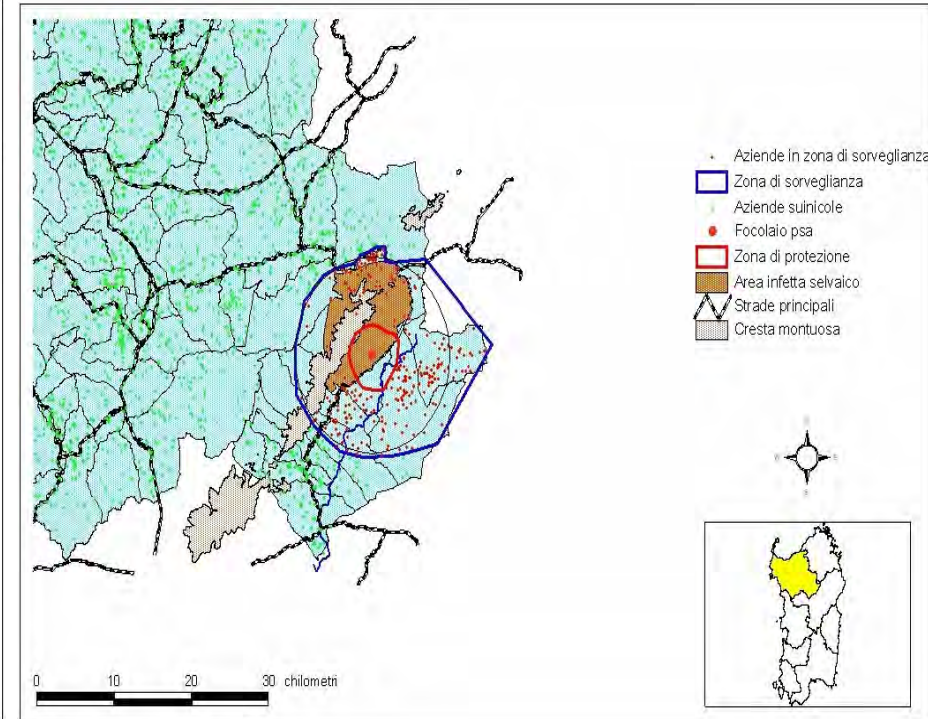 Aziende in zona di sorveglianza
Zona di sorveglianza
Aziende suinicole
Focolaio psa
Zona di protezione
Area infetta selvaico
Strade principali
Cresta montuosa
0 10 20 30 chilometri